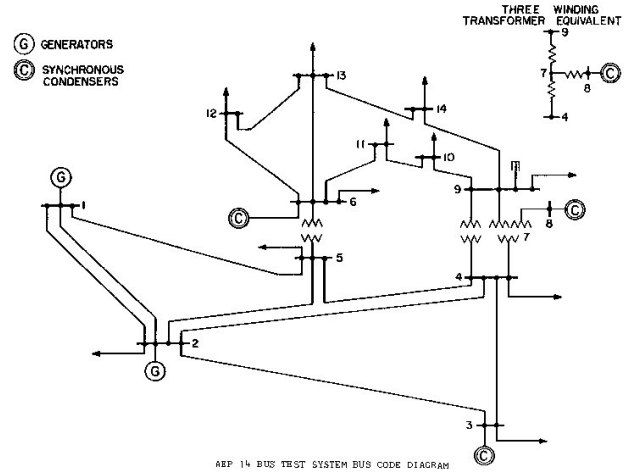 THREE WINDING
TRANSFORMER EQUIVALENT
9
7
C
8
4
G GENERATORS
C SYNCHRONOUS
CONDENSERS
13
14
12
11
10
9
G
1
C
6
8
C
7
5
4
2
G
3
C
AEP 14 BUS TEST SYSTEM BUS CODE DIAGRAM